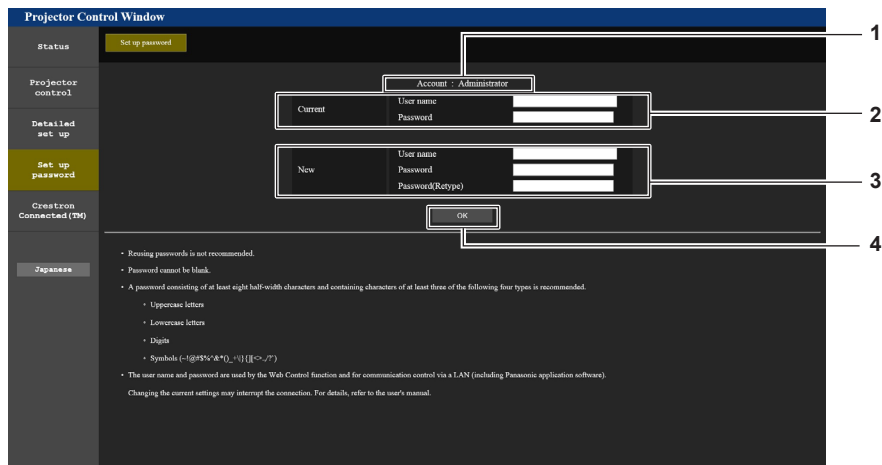 Projector Control Window
Status
Projector
control
Detailed
set up
Set up
password
Crestron
Connected(TM)
Japanese
Set up password
Account : Administrator
Current
User name
Password
New
User name
Password
Password(Retype)
OK
1
2
3
4
• Reusing passwords is not recommended.
• Password cannot be blank.
• A password consisting of at least eight half-width characters and containing characters of at least three of the following four types is recommended.
• Uppercase letters
• Lowercase letters
• Digits
• Symbols
• The user name and password are used by the Web Control function and for communication control via a LAN (including Panasonic application software).
Changing the current settings may interrupt the connection. For details, refer to the user's manual.